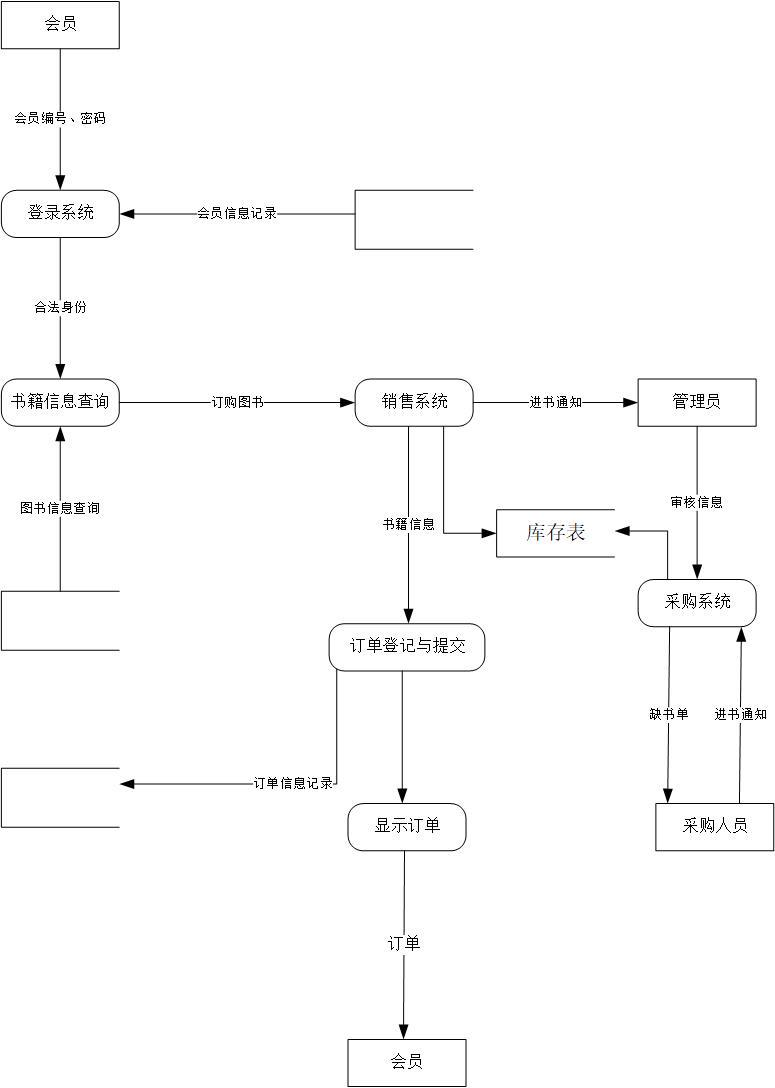 会员
会员编号、密码
登录系统
会员信息记录
合法身份
书籍信息查询
订购图书
销售系统
进书通知
管理员
图书信息查询
书籍信息
库存表
审核信息
采购系统
订单登记与提交
缺书单
进书通知
订单信息记录
显示订单
采购人员
订单
会员